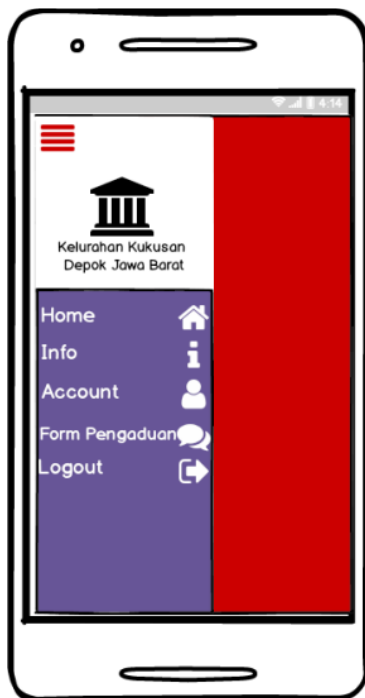 4:14
Kelurahan Kukusan
Depok Jawa Barat
Home
Info
Account
Form Pengaduan
Logout